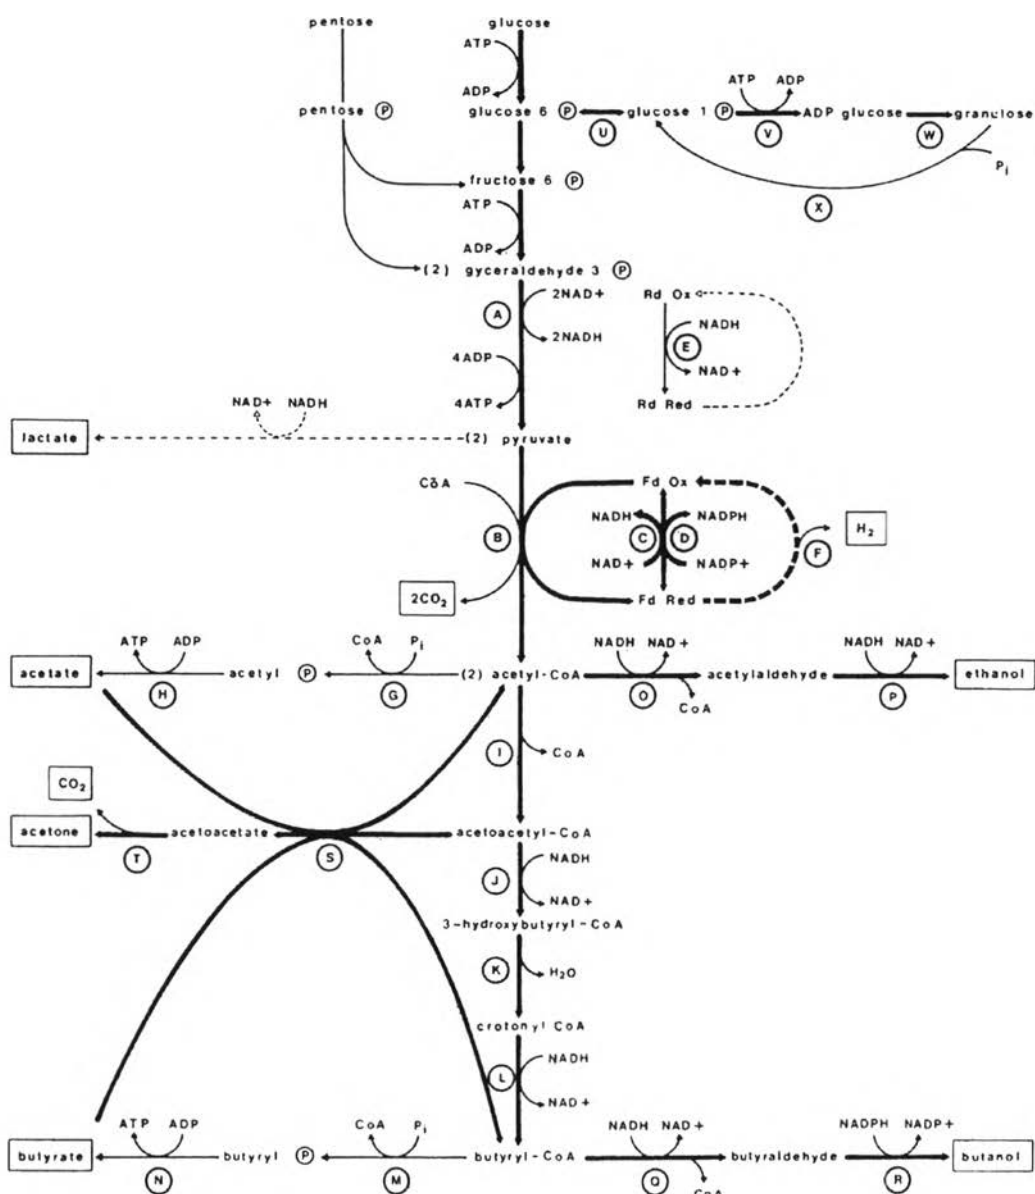 pentose glucose
ATP
ADP
ATP ADP
pentose P glucose 6 P glucose 1 P ADP glucose granulose
U V W
Pi
fructose 6 P
X
ATP
ADP
(2) gyceraldehyde 3 P
2NAD+ Rd Ox
A NADH
2NADH E
4ADP NAD+
4ATP Rd Red
NAD+ NADH
lactate (2) pyruvate
CoA Fd Ox
NADH NADPH H2
B C D F
NAD+ NADP+
2CO2 Fd Red
ATP ADP CoA Pi NADH NAD+ NADH NAD+
acetate acetyl P (2) acetyl-CoA acetylaldehyde ethanol
H G O P
CoA
I CoA
CO2
acetone acetoacetate acetoacetyl-CoA
T S
NADH
J
NAD+
3-hydroxybutyryl-CoA
K H2O
crotonyl CoA
NADH
L
NAD+
ATP ADP CoA Pi NADH NAD+ NADPH NADP+
butyrate butyryl P butyryl-CoA butyraldehyde butanol
N M Q R
CoA